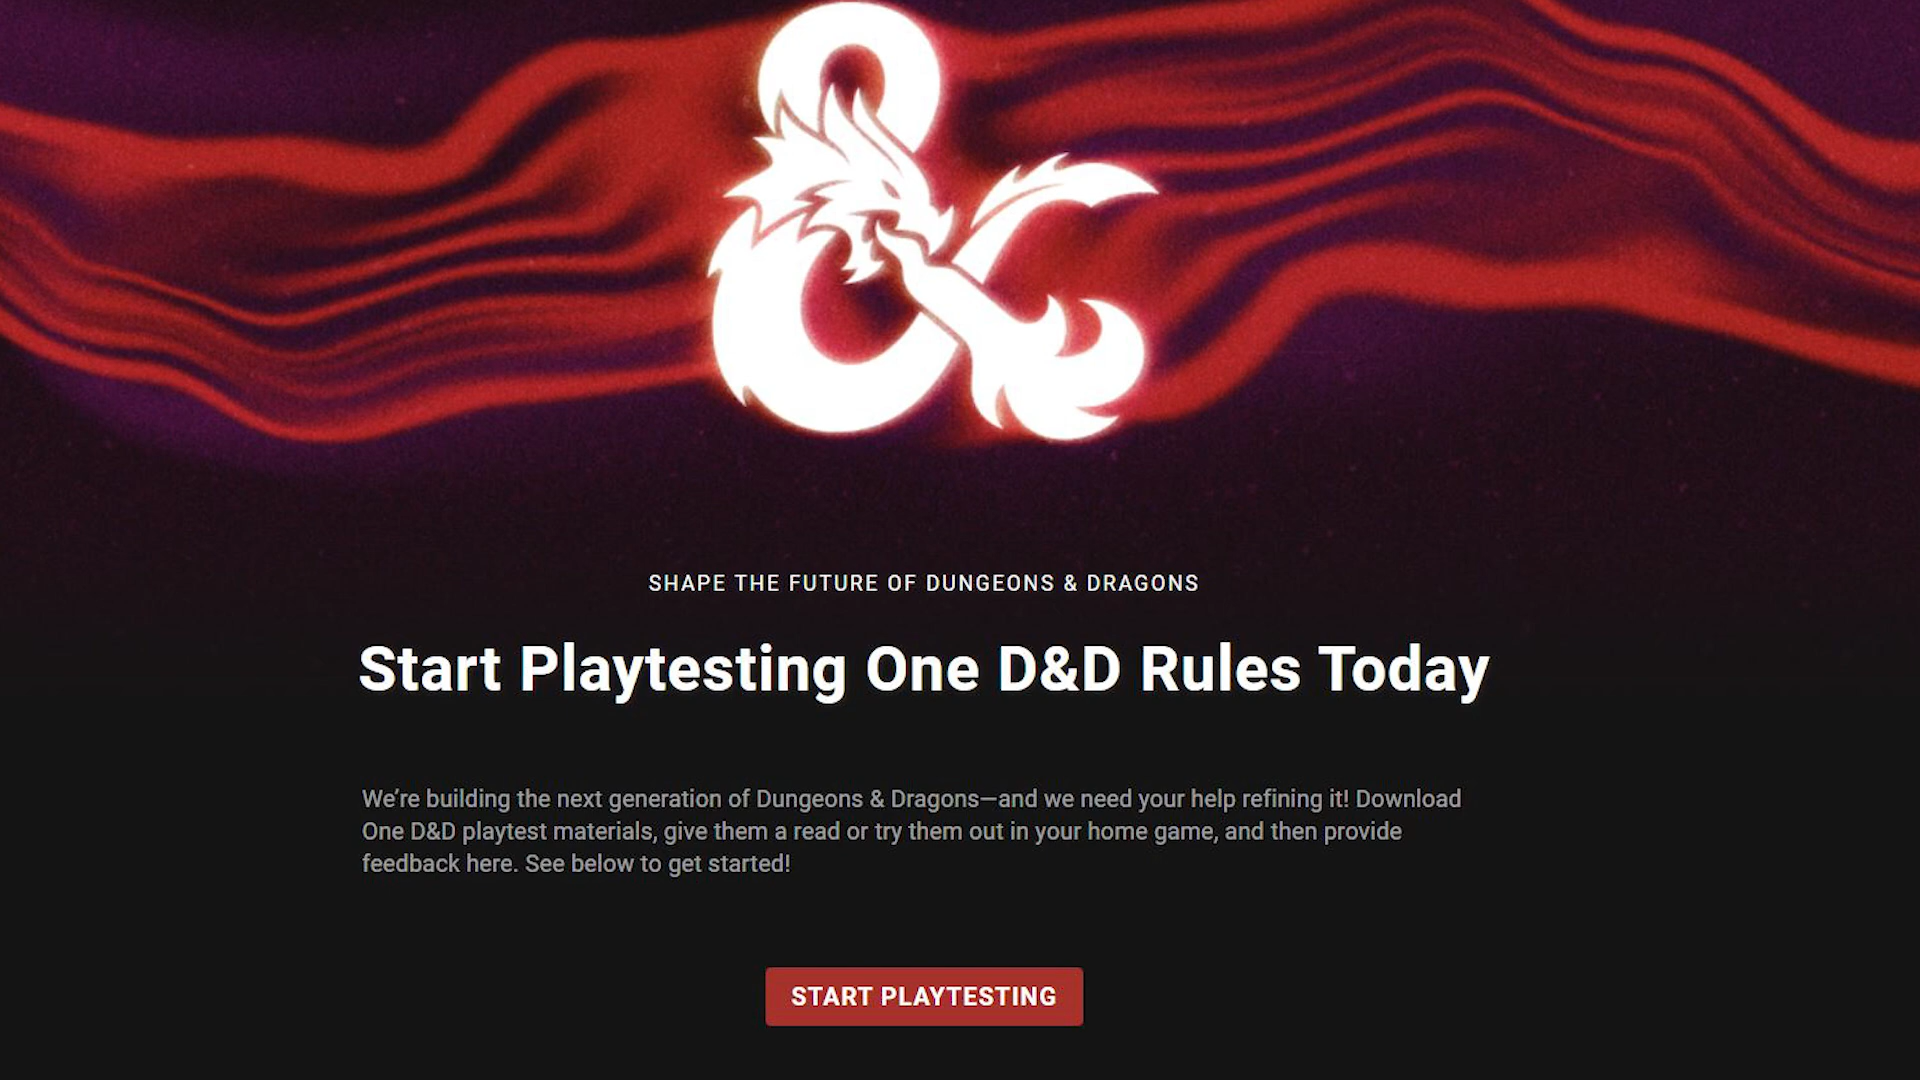 SHAPE THE FUTURE OF DUNGEONS & DRAGONS
Start Playtesting One D&D Rules Today
We’re building the next generation of Dungeons & Dragons—and we need your help refining it! Download
One D&D playtest materials, give them a read or try them out in your home game, and then provide
feedback here. See below to get started!
START PLAYTESTING